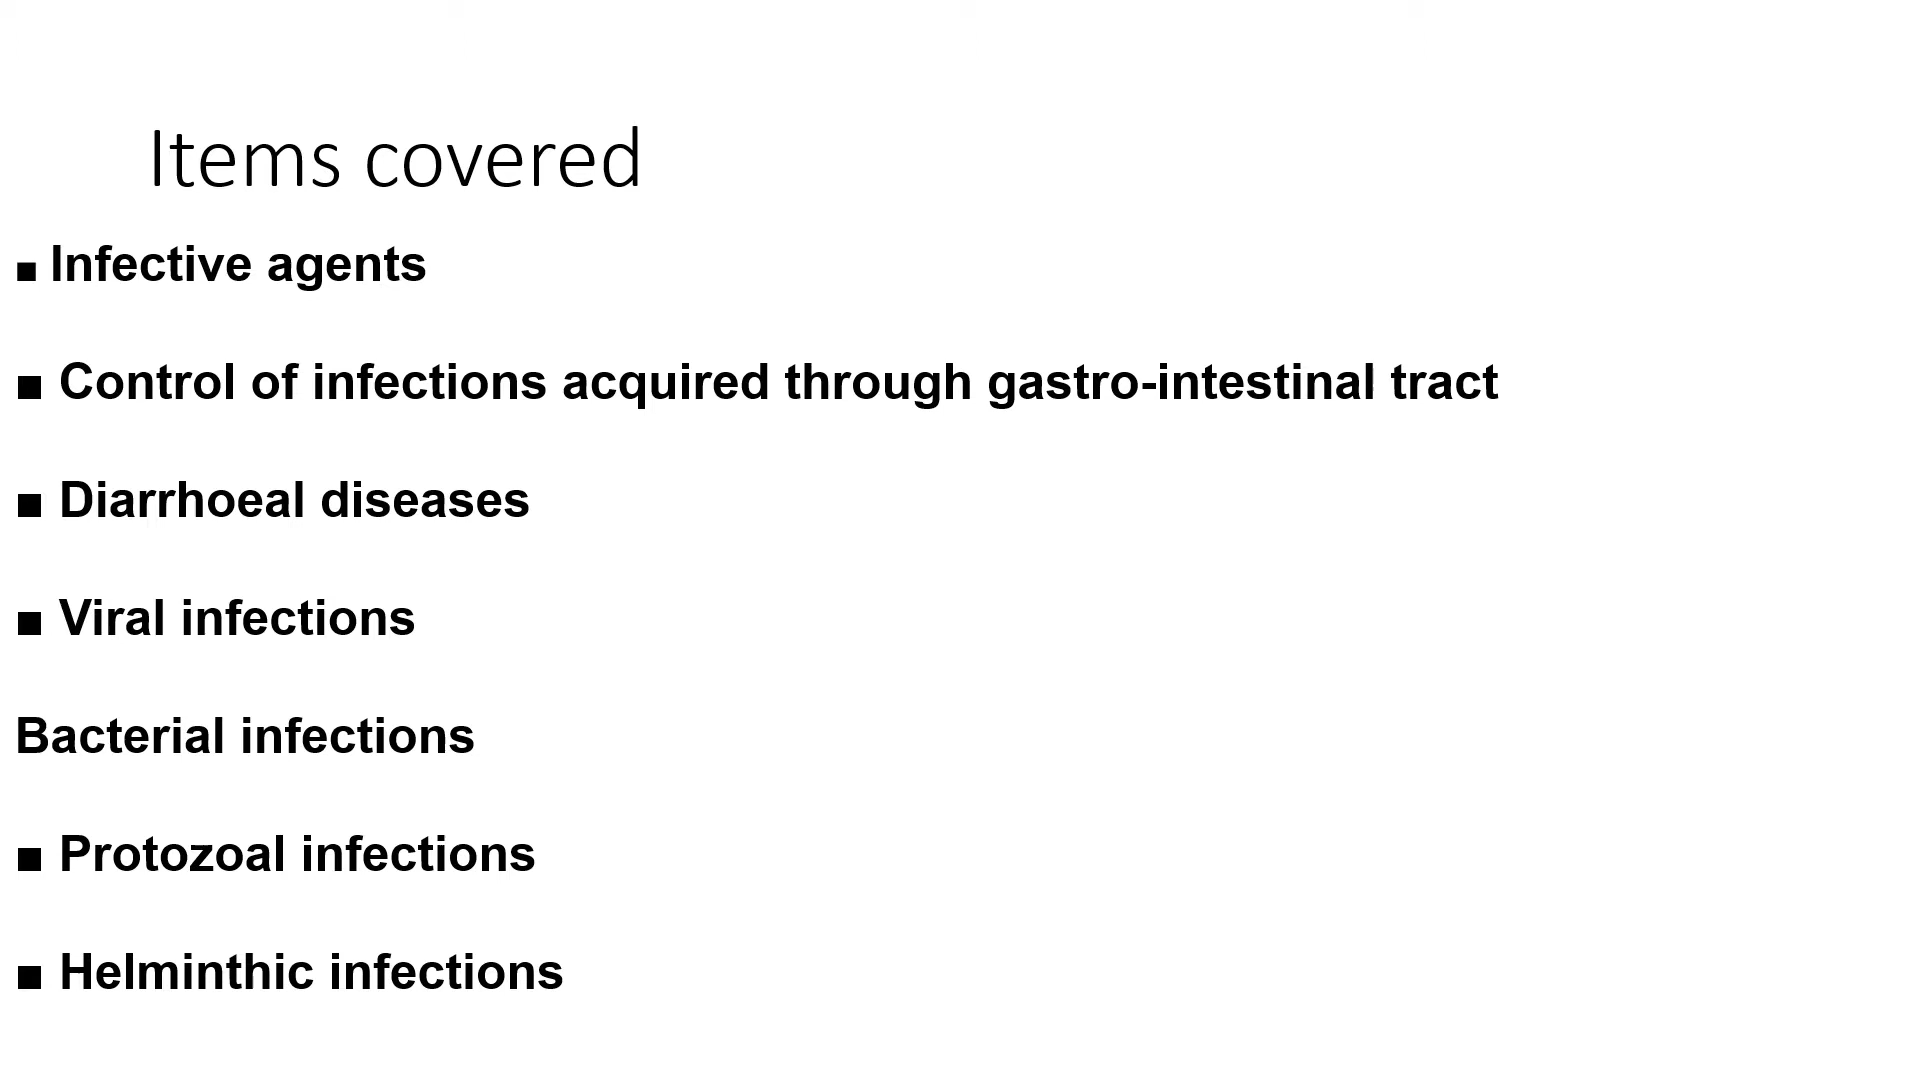 Items covered
■ Infective agents
■ Control of infections acquired through gastro-intestinal tract
■ Diarrhoeal diseases
■ Viral infections
Bacterial infections
■ Protozoal infections
■ Helminthic infections